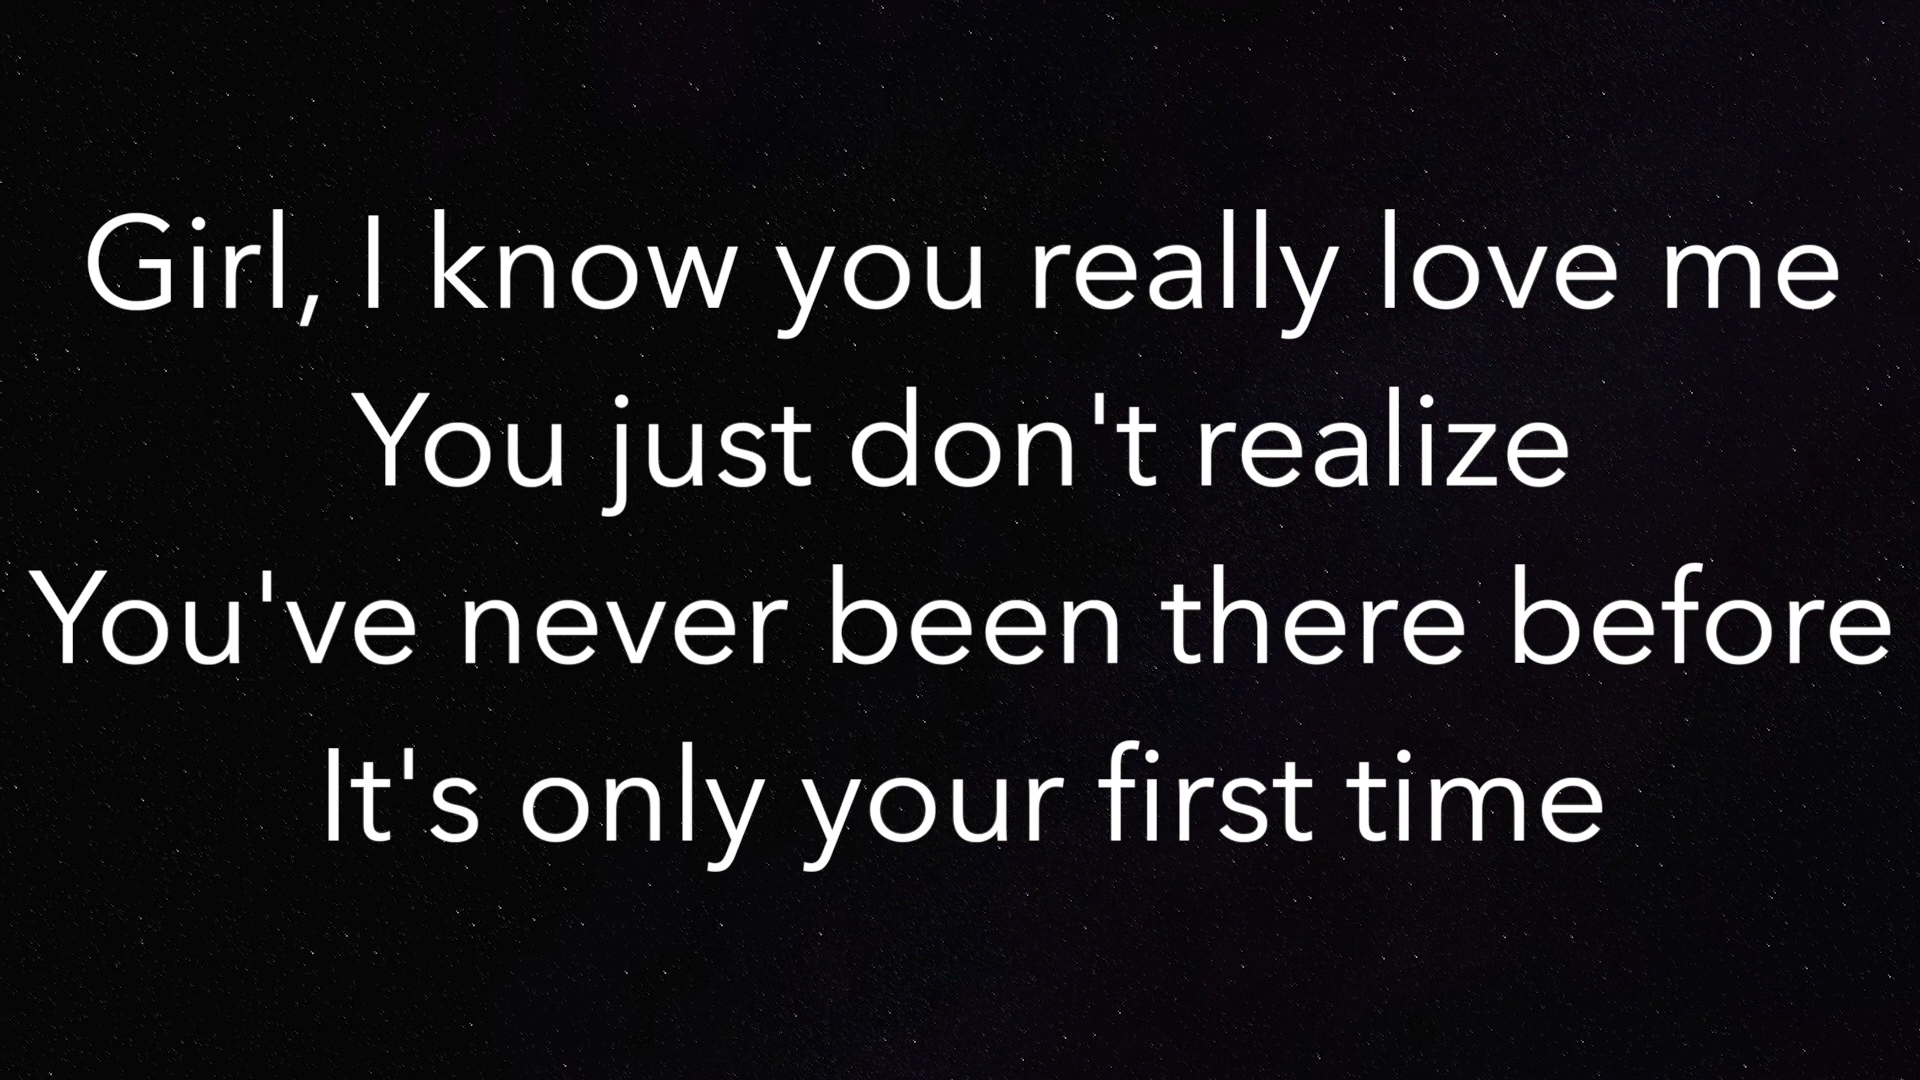 Girl, I know you really love me
You just don't realize
You've never been there before
It's only your first time